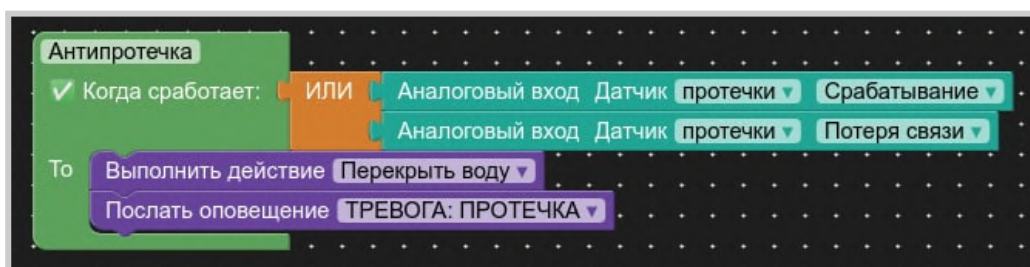 Антипротечка
Когда сработает: ИЛИ Аналоговый вход Датчик протечки Срабатывание
Аналоговый вход Датчик протечки Потеря связи
То Выполнить действие Перекрыть воду
Послать оповещение ТРЕВОГА: ПРОТЕЧКА